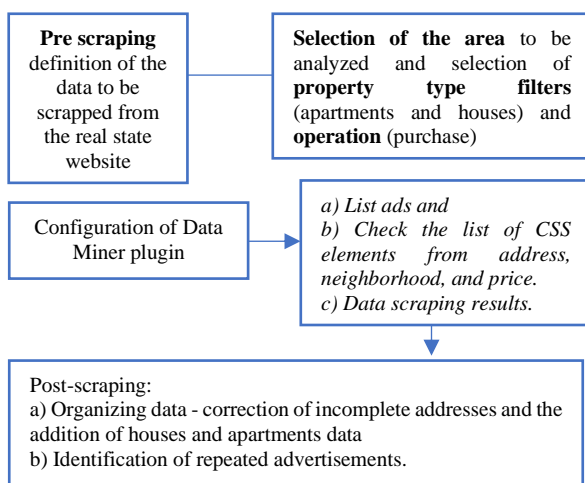 Pre scraping
definition of the
data to be
scrapped from
the real state
website
Selection of the area to be
analyzed and selection of
property type filters
(apartments and houses) and
operation (purchase)
Configuration of Data
Miner plugin
a) List ads and
b) Check the list of CSS
elements from address,
neighborhood, and price.
c) Data scraping results.
Post-scraping:
a) Organizing data - correction of incomplete addresses and the
addition of houses and apartments data
b) Identification of repeated advertisements.